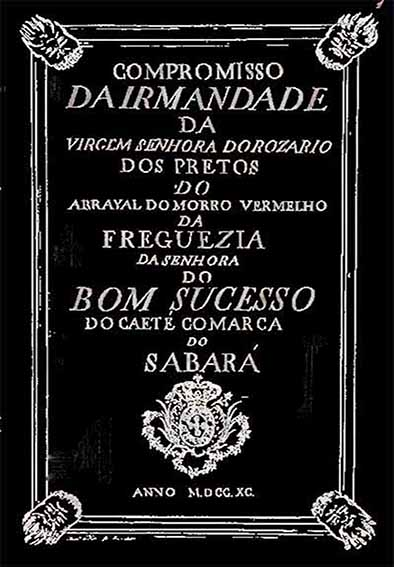 COMPROMISSO
DA IRMANDADE
DA
VIRGEM SENHORA DO ROZARIO
DOS PRETOS
DO
ARRAYAL DO MORRO VERMELHO
DA
FREGUEZIA
DA SENHORA
DO
BOM SUCESSO
DO CAETÉ COMARCA
DO
SABARÁ
ANNO M.DCC.XC.